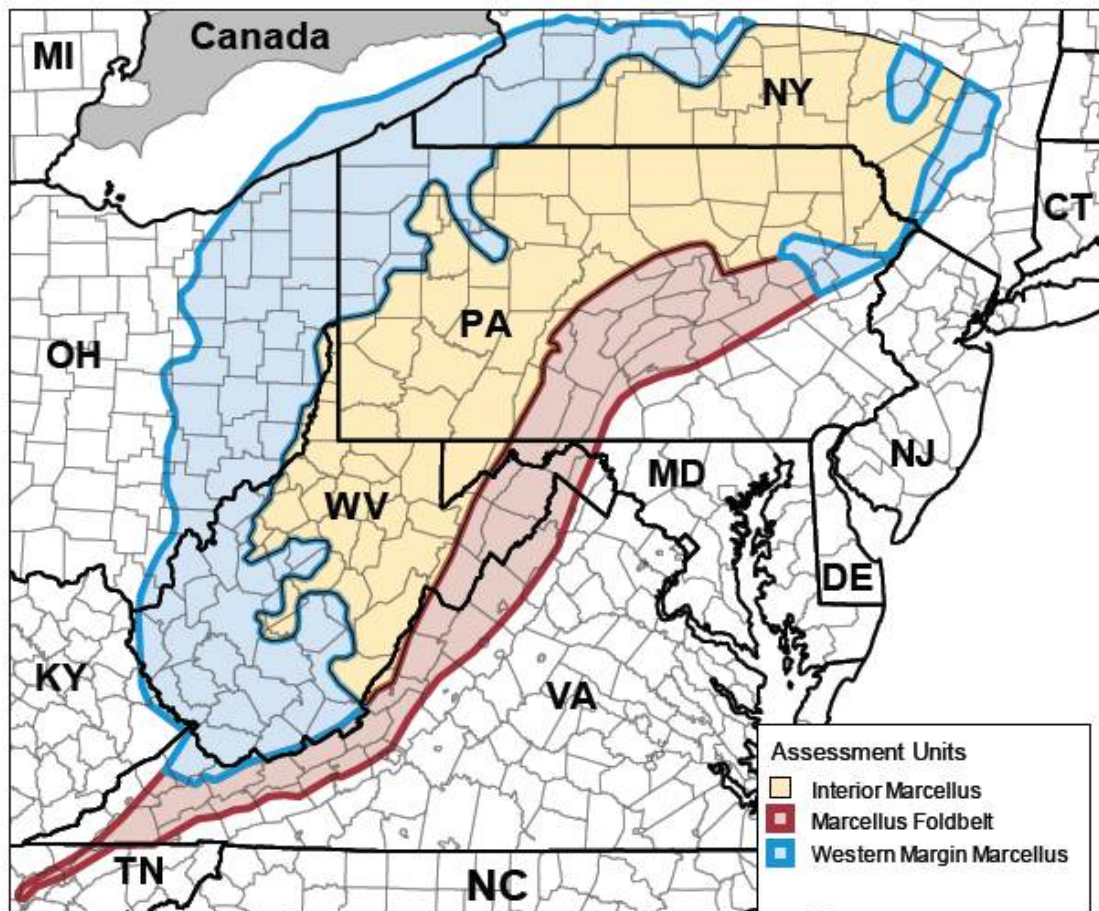 Canada
MI
NY
CT
PA
OH
NJ
MD
WV
DE
KY
VA
Assessment Units
Interior Marcellus
Marcellus Foldbelt
Western Margin Marcellus
TN
NC